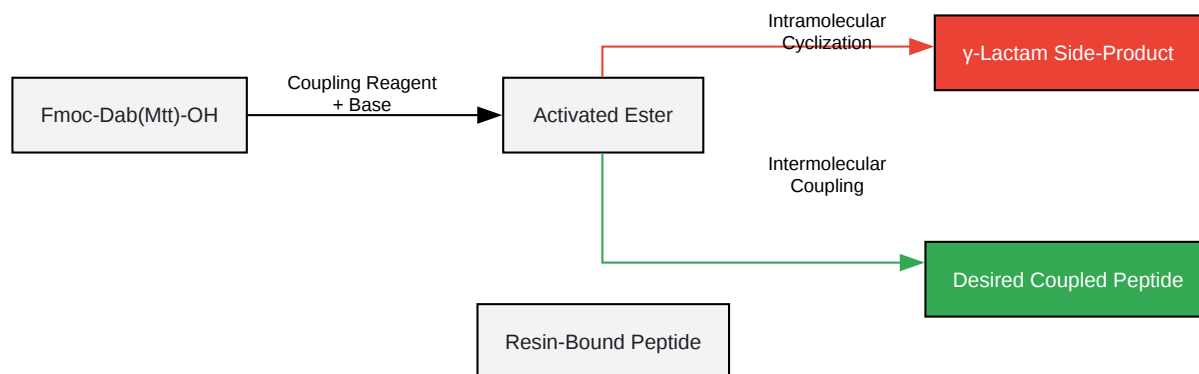 Intramolecular
Cyclization
γ-Lactam Side-Product
Coupling Reagent
+ Base
Fmoc-Dab(Mtt)-OH
Activated Ester
Intermolecular
Coupling
Desired Coupled Peptide
Resin-Bound Peptide